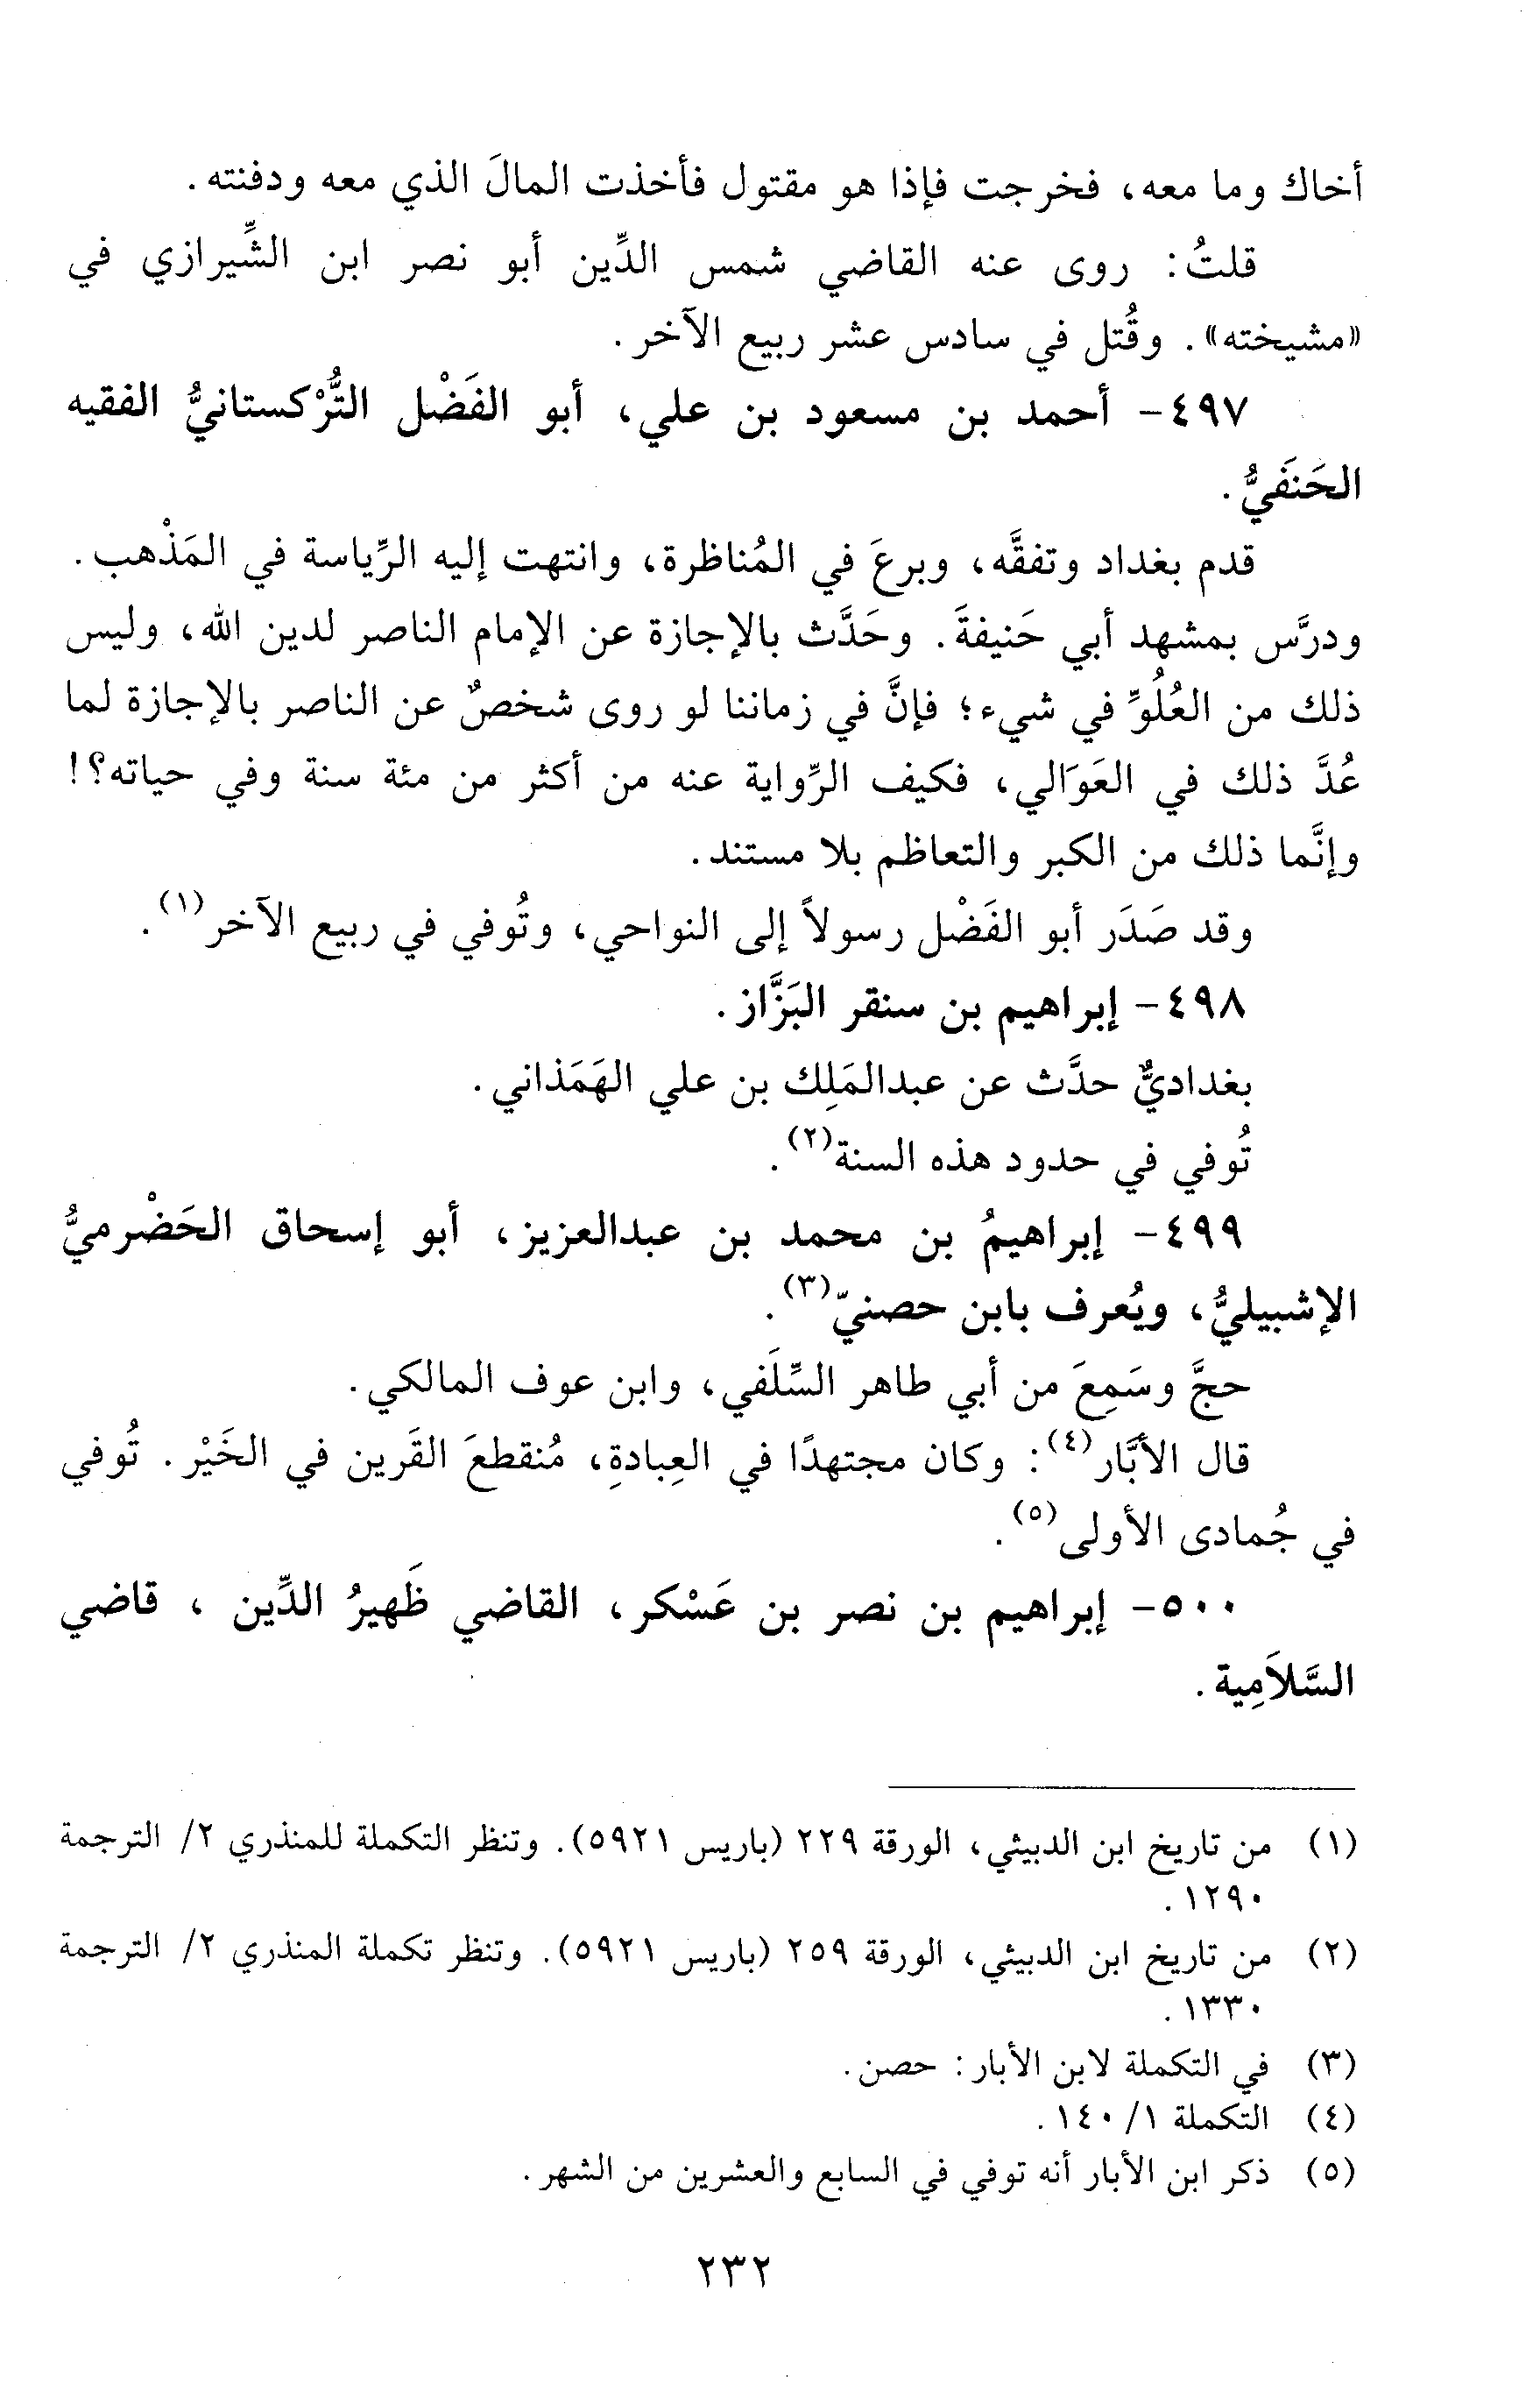 أخاك وما معه، فخرجت فإذا هو مقتول فأخذت المالَ الذي معه ودفنته.
قلتُ: روى عنه القاضي شمس الدِّين أبو نصر ابن الشِّيرازي في
«مشيخته». وقُتل في سادس عشر ربيع الآخر.
٤٩٧- أحمد بن مسعود بن علي، أبو الفَضْل التُّرْكستانيُّ الفقيه
الحَنَفيُّ.
قدم بغداد وتفقَّه، وبرعَ في المُناظرة، وانتهت إليه الرِّياسة في المَذْهب.
ودرَّس بمشهد أبي حَنيفةَ. وحَدَّث بالإجازة عن الإمام الناصر لدين الله، وليس
ذلك من العُلُوِّ في شيء؛ فإنَّ في زماننا لو روى شخصٌ عن الناصر بالإجازة لما
عُدَّ ذلك في العَوَالي، فكيف الرِّواية عنه من أكثر من مئة سنة وفي حياته؟!
وإنَّما ذلك من الكبر والتعاظم بلا مستند.
وقد صَدَر أبو الفَضْل رسولاً إلى النواحي، وتُوفي في ربيع الآخر(١).
٤٩٨- إبراهيم بن سنقر البَزَّاز.
بغداديٌّ حدَّث عن عبدالمَلِك بن علي الهَمَذاني.
تُوفي في حدود هذه السنة(٢).
٤٩٩- إبراهيمُ بن محمد بن عبدالعزيز، أبو إسحاق الحَضْرميُّ
الإشبيليُّ، ويُعرف بابن حصنيّ(٣).
حجَّ وسَمِعَ من أبي طاهر السِّلَفي، وابن عوف المالكي.
قال الأبَّار(٤): وكان مجتهدًا في العِبادةِ، مُنقطعَ القَرين في الخَيْر. تُوفي
في جُمادى الأولى(٥).
٥٠٠- إبراهيم بن نصر بن عَسْكر، القاضي ظَهيرُ الدِّين ، قاضي
السَّلاَمِية.
(١) من تاريخ ابن الدبيثي، الورقة ٢٢٩ (باريس ٥٩٢١). وتنظر التكملة للمنذري ٢/ الترجمة
١٢٩٠.
(٢) من تاريخ ابن الدبيثي، الورقة ٢٥٩ (باريس ٥٩٢١). وتنظر تكملة المنذري ٢/ الترجمة
١٣٣٠.
(٣) في التكملة لابن الأبار: حصن.
(٤) التكملة ١/ ١٤٠.
(٥) ذكر ابن الأبار أنه توفي في السابع والعشرين من الشهر.
٢٣٢